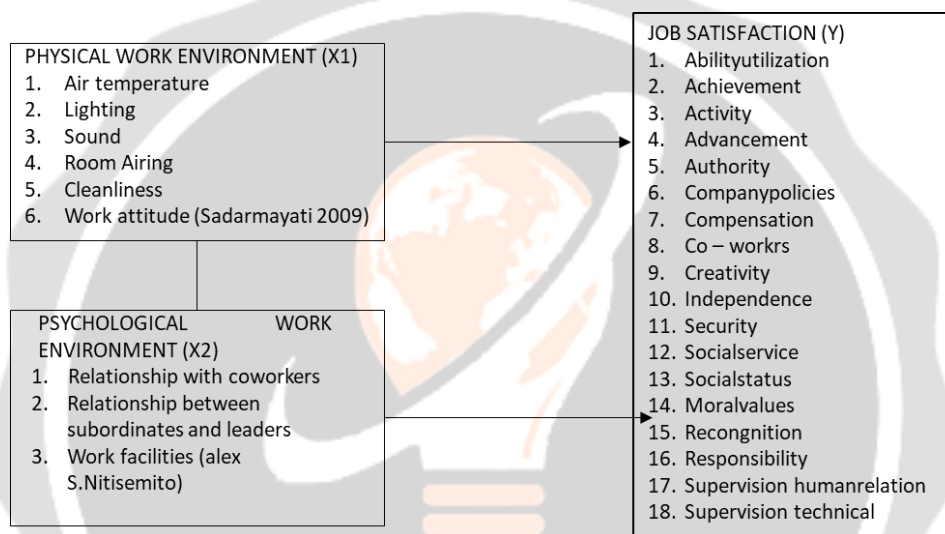 PHYSICAL WORK ENVIRONMENT (X1)
1. Air temperature
2. Lighting
3. Sound
4. Room Airing
5. Cleanliness
6. Work attitude (Sadarmayati 2009)
PSYCHOLOGICAL WORK
ENVIRONMENT (X2)
1. Relationship with coworkers
2. Relationship between
subordinates and leaders
3. Work facilities (alex
S.Nitisemito)
JOB SATISFACTION (Y)
1. Abilityutilization
2. Achievement
3. Activity
4. Advancement
5. Authority
6. Companypolicies
7. Compensation
8. Co – workrs
9. Creativity
10. Independence
11. Security
12. Socialservice
13. Socialstatus
14. Moralvalues
15. Recongnition
16. Responsibility
17. Supervision humanrelation
18. Supervision technical